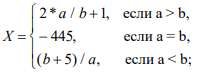 X = 2 * a / b + 1, если a > b,
− 445, если a = b,
(b + 5) / a, если a < b;